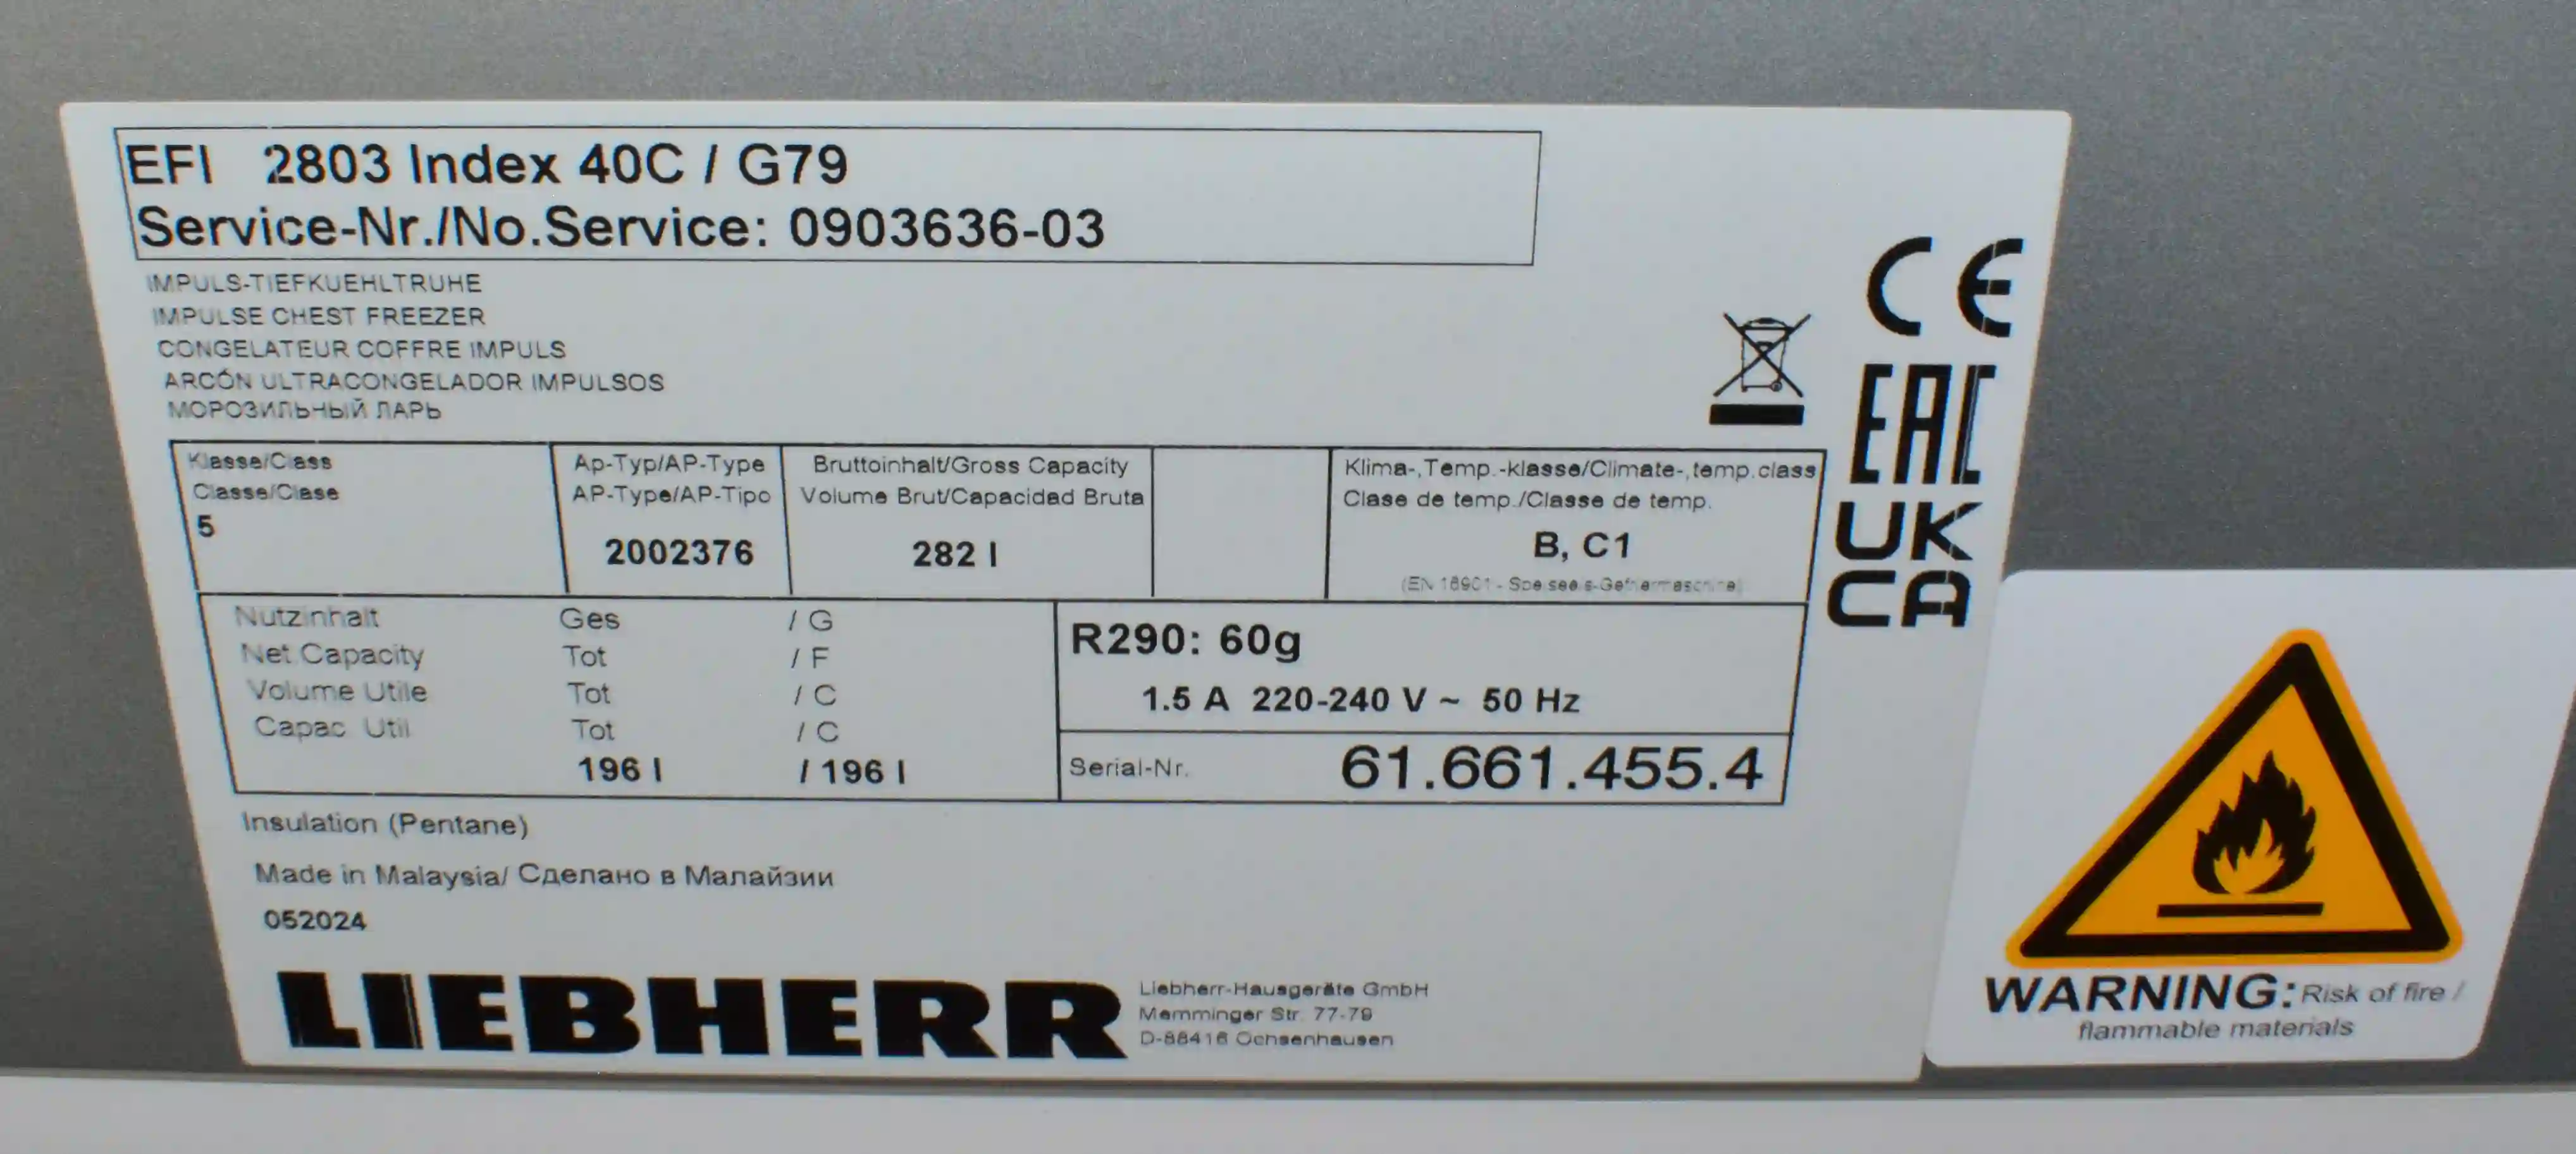 EFI 2803 Index 40C / G79
Service-Nr./No.Service: 0903636-03
IMPULS-TIEFKUEHLTRUHE
IMPULSE CHEST FREEZER
CONGELATEUR COFFRE IMPULS
ARCÓN ULTRACONGELADOR IMPULSOS
МОРОЗИЛЬНЫЙ ЛАРЬ
CE
EAC
UK
CA
Klasse/Class
Classe/Clase
5
Ap-Typ/AP-Type
AP-Type/AP-Tipo
2002376
Bruttoinhalt/Gross Capacity
Volume Brut/Capacidad Bruta
282 l
Klima-,Temp.-klasse/Climate-,temp.class
Clase de temp./Classe de temp.
B, C1
(EN 16901 - Speiseeis-Gefriermaschine)
Nutzinhalt Ges / G
Net Capacity Tot / F
Volume Utile Tot / C
Capac. Util Tot / C
196 l / 196 l
R290: 60g
1.5 A 220-240 V ~ 50 Hz
Serial-Nr. 61.661.455.4
Insulation (Pentane)
Made in Malaysia/ Сделано в Малайзии
052024
LIEBHERR
Liebherr-Hausgeräte GmbH
Memminger Str. 77-79
D-88416 Ochsenhausen
WARNING: Risk of fire /
flammable materials